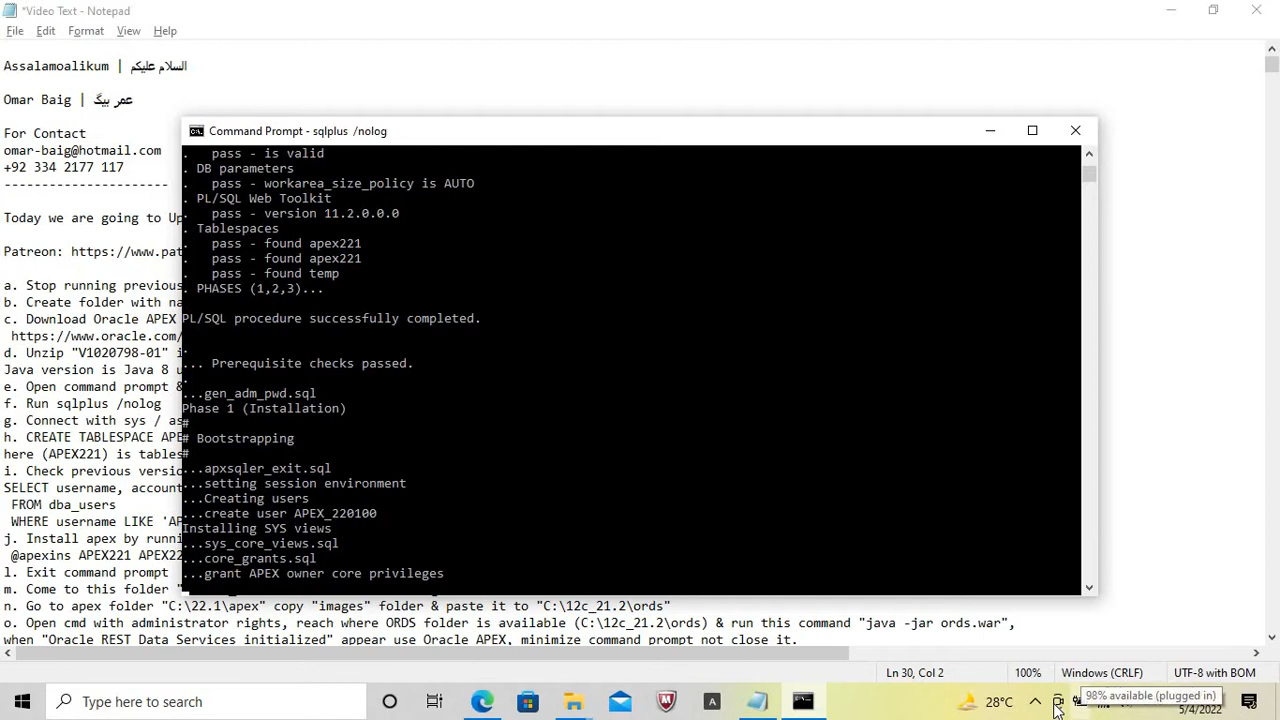 *Video Text - Notepad
File Edit Format View Help
Assalamoalikum | السلام علیکم
Omar Baig | عمر بیگ
For Contact
omar-baig@hotmail.com
+92 334 2177 117
----------------------
Today we are going to Up
Patreon: https://www.pat
a. Stop running previous
b. Create folder with na
c. Download Oracle APEX
https://www.oracle.com/
d. Unzip "V1020798-01" i
Java version is Java 8 u
e. Open command prompt &
f. Run sqlplus /nolog
g. Connect with sys / as
h. CREATE TABLESPACE APE
here (APEX221) is tables
i. Check previous versio
SELECT username, account
FROM dba_users
WHERE username LIKE 'AP
j. Install apex by runni
@apexins APEX221 APEX22
l. Exit command prompt
m. Come to this folder "
n. Go to apex folder "C:\22.1\apex" copy "images" folder & paste it to "C:\12c_21.2\ords"
o. Open cmd with administrator rights, reach where ORDS folder is available (C:\12c_21.2\ords) & run this command "java -jar ords.war",
when "Oracle REST Data Services initialized" appear use Oracle APEX, minimize command prompt not close it.
Command Prompt - sqlplus /nolog
. pass - is valid
. DB parameters
. pass - workarea_size_policy is AUTO
. PL/SQL Web Toolkit
. pass - version 11.2.0.0.0
. Tablespaces
. pass - found apex221
. pass - found apex221
. pass - found temp
. PHASES (1,2,3)...
PL/SQL procedure successfully completed.
.
... Prerequisite checks passed.
.
...gen_adm_pwd.sql
Phase 1 (Installation)
#
# Bootstrapping
#
...apxsqler_exit.sql
...setting session environment
...Creating users
...create user APEX_220100
Installing SYS views
...sys_core_views.sql
...core_grants.sql
...grant APEX owner core privileges
Ln 30, Col 2 100% Windows (CRLF) UTF-8 with BOM
Type here to search
A
28°C
98% available (plugged in)
5/4/2022